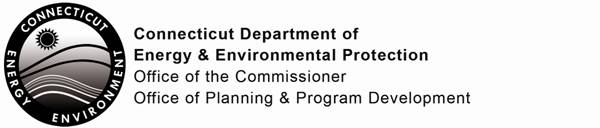 CONNECTICUT
ENERGY ENVIRONMENT
Connecticut Department of
Energy & Environmental Protection
Office of the Commissioner
Office of Planning & Program Development